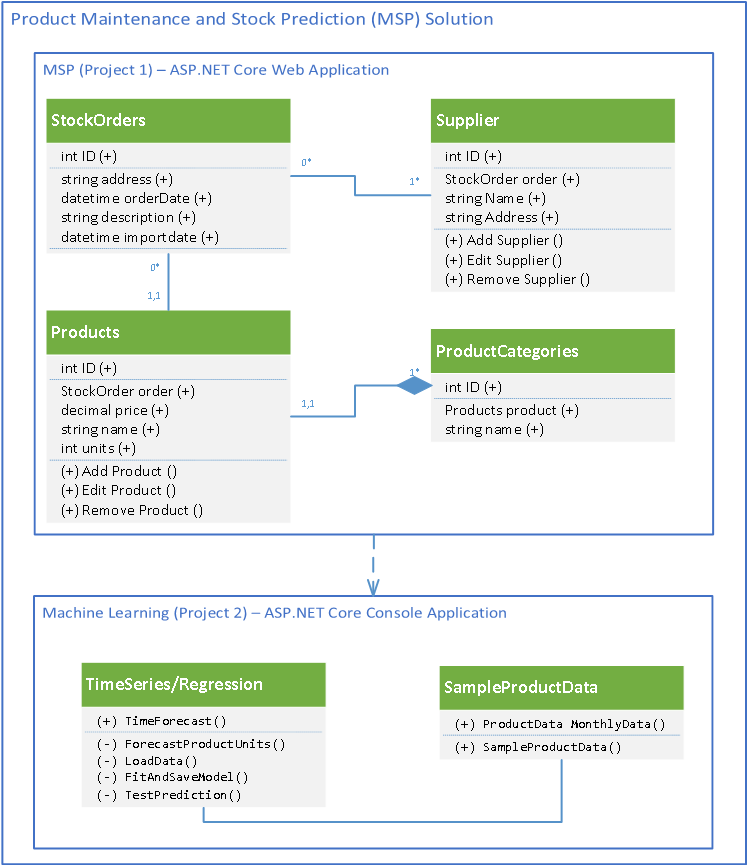 Product Maintenance and Stock Prediction (MSP) Solution
MSP (Project 1) – ASP.NET Core Web Application
StockOrders
int ID (+)
string address (+)
datetime orderDate (+)
string description (+)
datetime importdate (+)
0*
1*
Supplier
int ID (+)
StockOrder order (+)
string Name (+)
string Address (+)
(+) Add Supplier ()
(+) Edit Supplier ()
(+) Remove Supplier ()
0*
1,1
Products
int ID (+)
StockOrder order (+)
decimal price (+)
string name (+)
int units (+)
(+) Add Product ()
(+) Edit Product ()
(+) Remove Product ()
1,1
1*
ProductCategories
int ID (+)
Products product (+)
string name (+)
Machine Learning (Project 2) – ASP.NET Core Console Application
TimeSeries/Regression
(+) TimeForecast()
(-) ForecastProductUnits()
(-) LoadData()
(-) FitAndSaveModel()
(-) TestPrediction()
SampleProductData
(+) ProductData MonthlyData()
(+) SampleProductData()